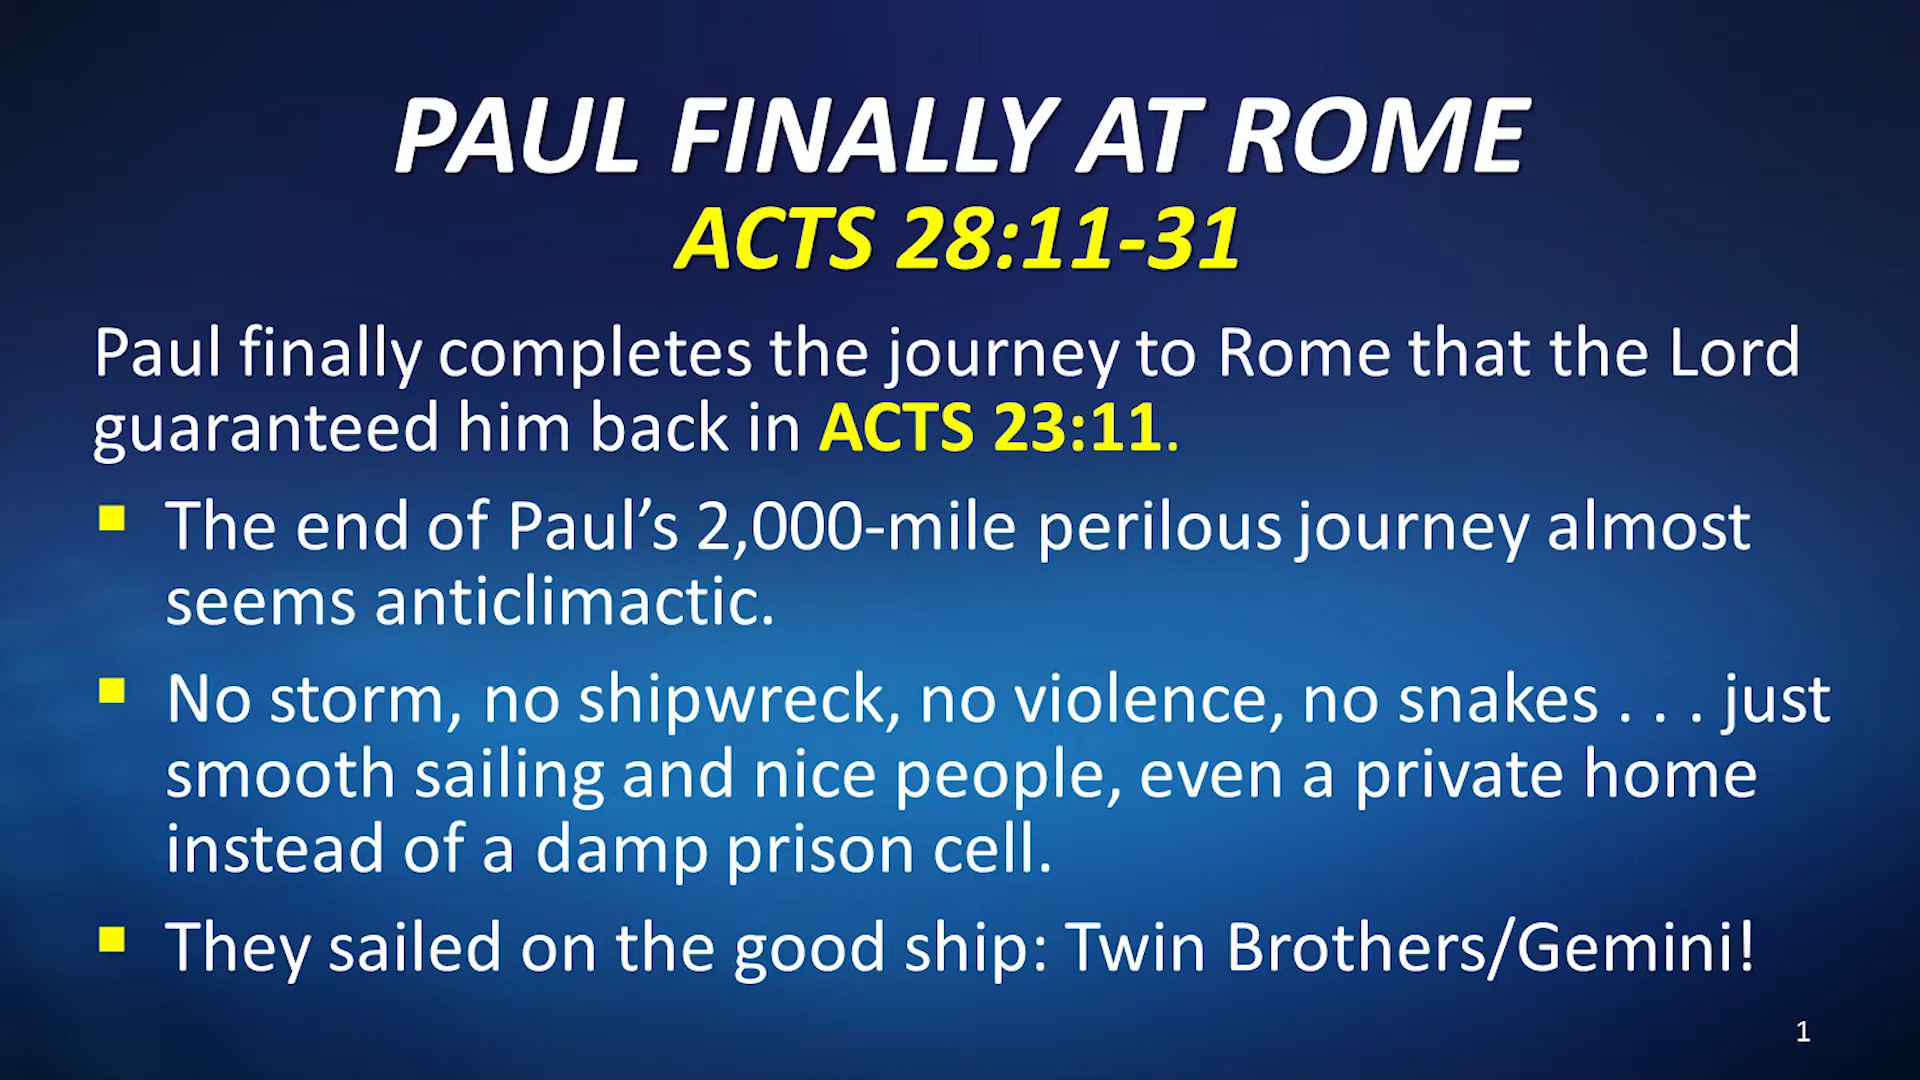 PAUL FINALLY AT ROME
ACTS 28:11-31
Paul finally completes the journey to Rome that the Lord
guaranteed him back in ACTS 23:11.
▪ The end of Paul’s 2,000-mile perilous journey almost
seems anticlimactic.
▪ No storm, no shipwreck, no violence, no snakes . . . just
smooth sailing and nice people, even a private home
instead of a damp prison cell.
▪ They sailed on the good ship: Twin Brothers/Gemini!
1